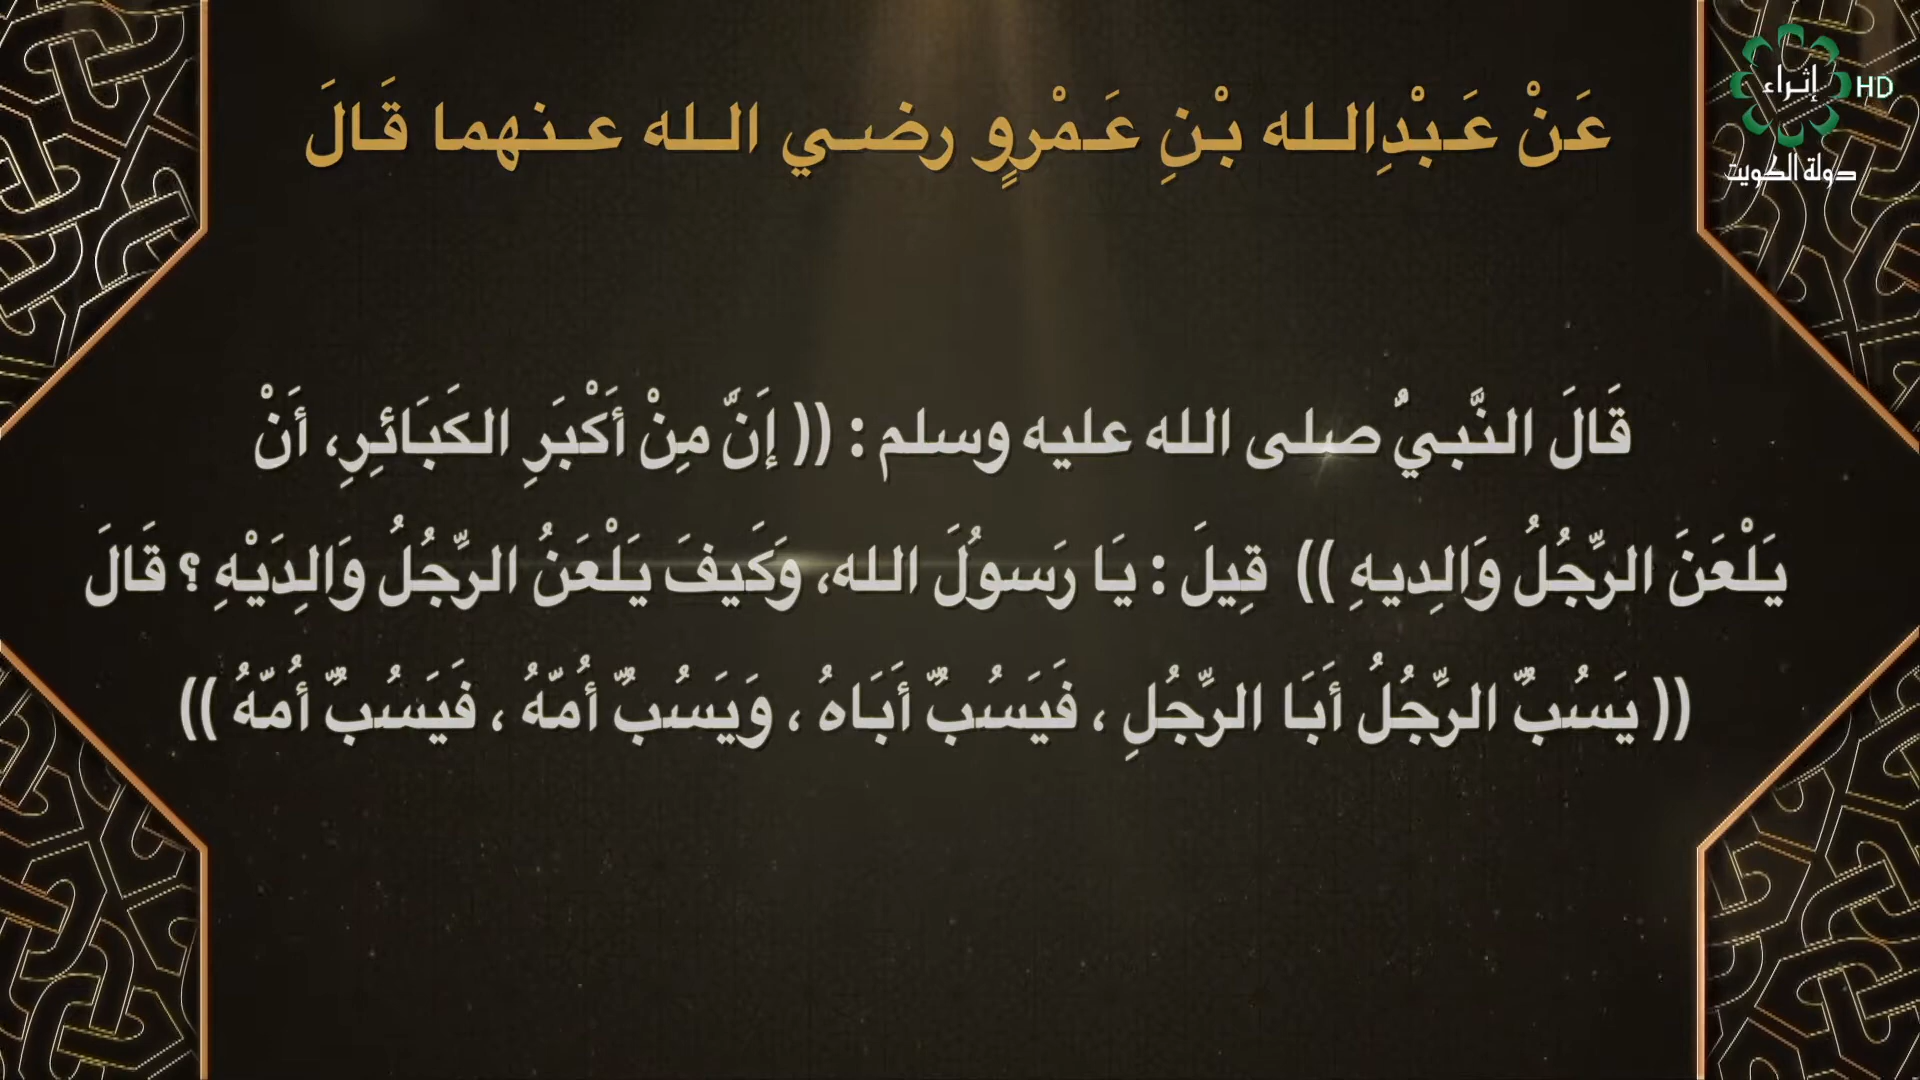 إثراء HD
دولة الكويت
عَنْ عَبْدِالله بْنِ عَمْرٍو رضي الله عنهما قَالَ
قَالَ النَّبيُّ صلى الله عليه وسلم : (( إَنَّ مِنْ أَكْبَرِ الكَبَائِرِ، أَنْ
يَلْعَنَ الرِّجُلُ وَالِديهِ )) قِيلَ : يَا رَسولُ َ الله، وَكَيفَ يَلْعَنُ الرِّجُلُ وَالِدَيْهِ ؟ قَالَ
(( يَسُبُّ الرِّجُلُ أَبَا الرِّجُلِ ، فَيَسُبُّ أَبَاهُ ، وَيَسُبُّ أُمّهُ ، فَيَسُبُّ أُمّهُ ))